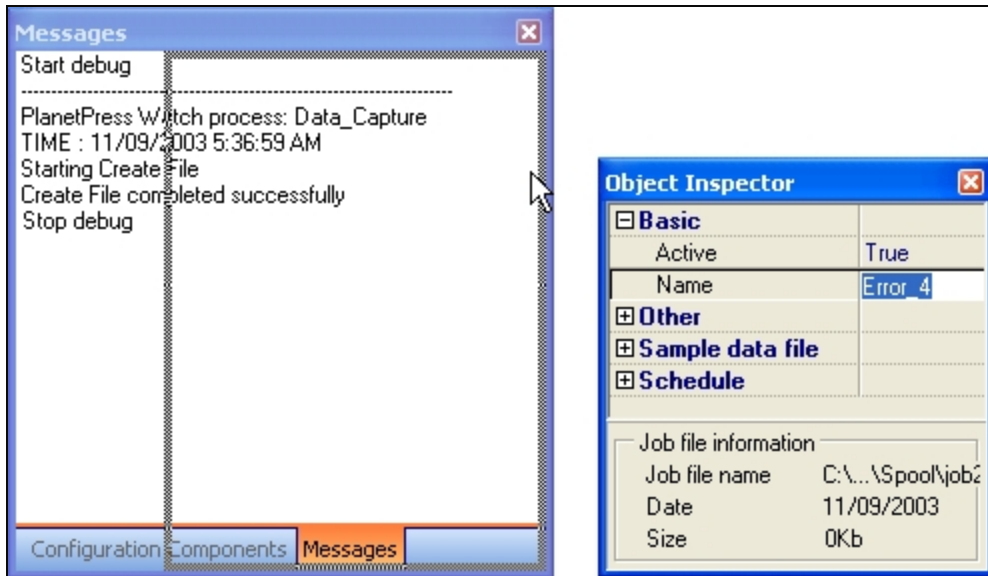 Messages
Start debug
PlanetPress Watch process: Data_Capture
TIME : 11/09/2003 5:36:59 AM
Starting Create File
Create File completed successfully
Stop debug
Configuration Components Messages
Object Inspector
Basic
Active True
Name Error_4
Other
Sample data file
Schedule
Job file information
Job file name C:\...\Spool\job2
Date 11/09/2003
Size 0Kb